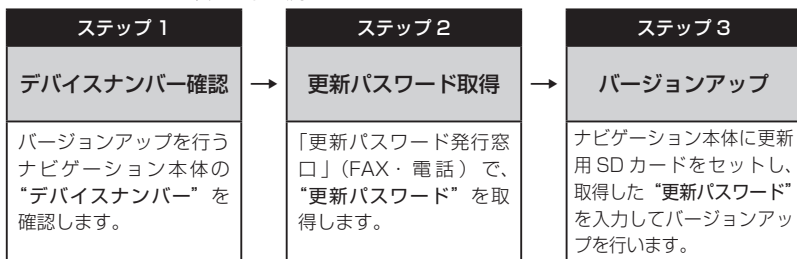 ステップ 1
デバイスナンバー確認
バージョンアップを行う
ナビゲーション本体の
“デバイスナンバー” を
確認します。
→
ステップ 2
更新パスワード取得
「更新パスワード発行窓
口」(FAX・電話) で、
“更新パスワード” を取
得します。
→
ステップ 3
バージョンアップ
ナビゲーション本体に更新
用 SD カードをセットし、
取得した “更新パスワード”
を入力してバージョンアッ
プを行います。